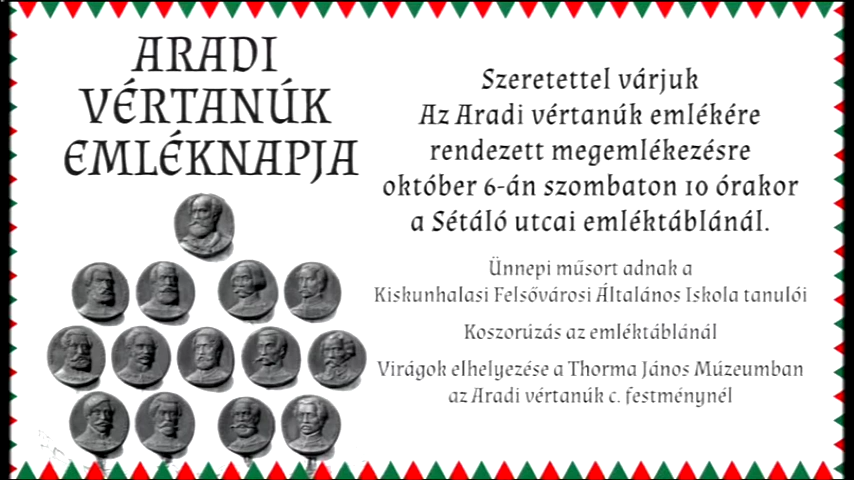 ARADI
VÉRTANÚK
EMLÉKNAPJA
Szeretettel várjuk
Az Aradi vértanúk emlékére
rendezett megemlékezésre
október 6-án szombaton 10 órakor
a Sétáló utcai emléktáblánál.
Ünnepi műsort adnak a
Kiskunhalasi Felsővárosi Általános Iskola tanulói
Koszorúzás az emléktáblánál
Virágok elhelyezése a Thorma János Múzeumban
az Aradi vértanúk c. festménynél